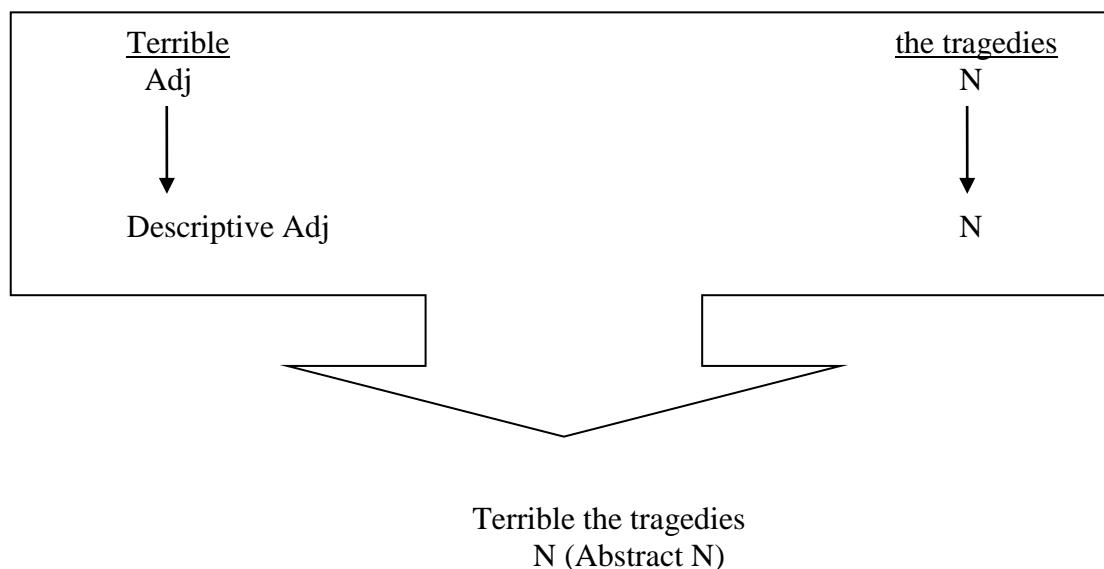 Terrible the tragedies
Adj N
Descriptive Adj N
Terrible the tragedies
N (Abstract N)